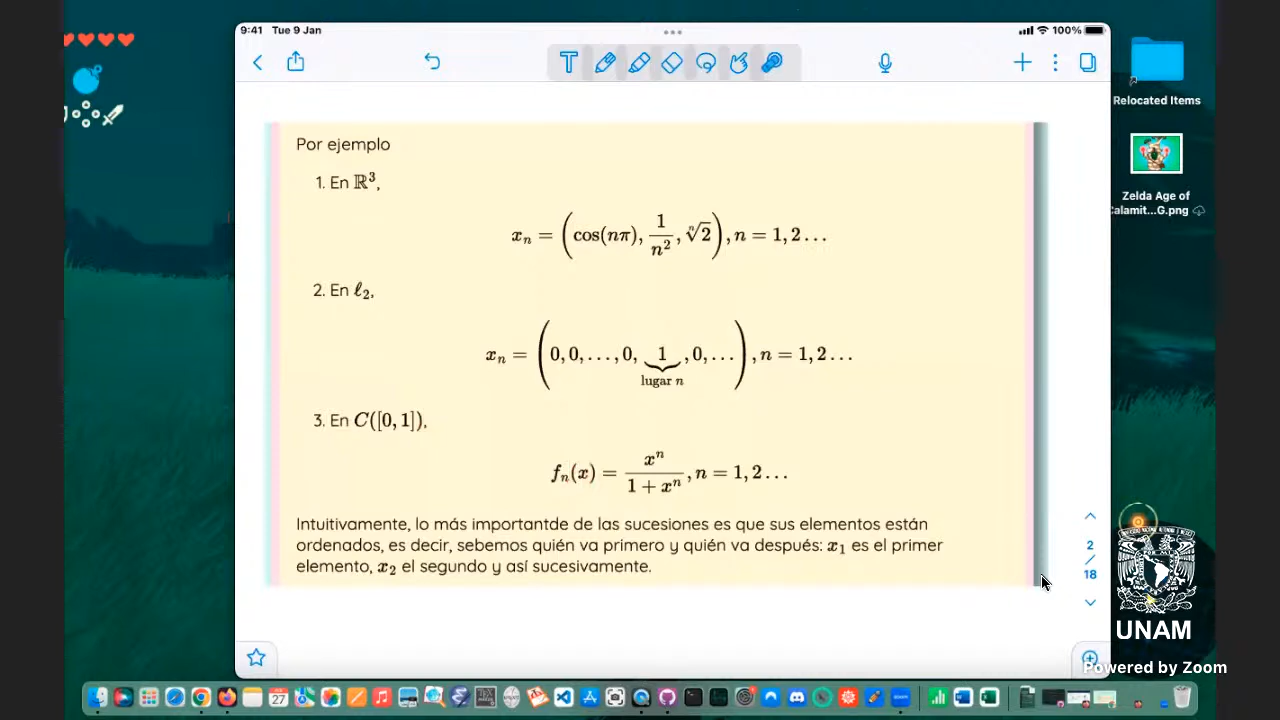 9:41 Tue 9 Jan
100%
Relocated Items
Zelda Age of
Calamit...G.png
Por ejemplo
1. En ℝ³,
xₙ = (cos(nπ), 1/n², ⁿ√2), n = 1, 2 …
2. En ℓ₂,
xₙ = (0, 0, …, 0, 1, 0, …), n = 1, 2 …
lugar n
3. En C([0, 1]),
fₙ(x) = xⁿ/(1 + xⁿ), n = 1, 2 …
Intuitivamente, lo más importantde de las sucesiones es que sus elementos están
ordenados, es decir, sebemos quién va primero y quién va después: x₁ es el primer
elemento, x₂ el segundo y así sucesivamente.
2
/
18
UNAM
Powered by Zoom
27